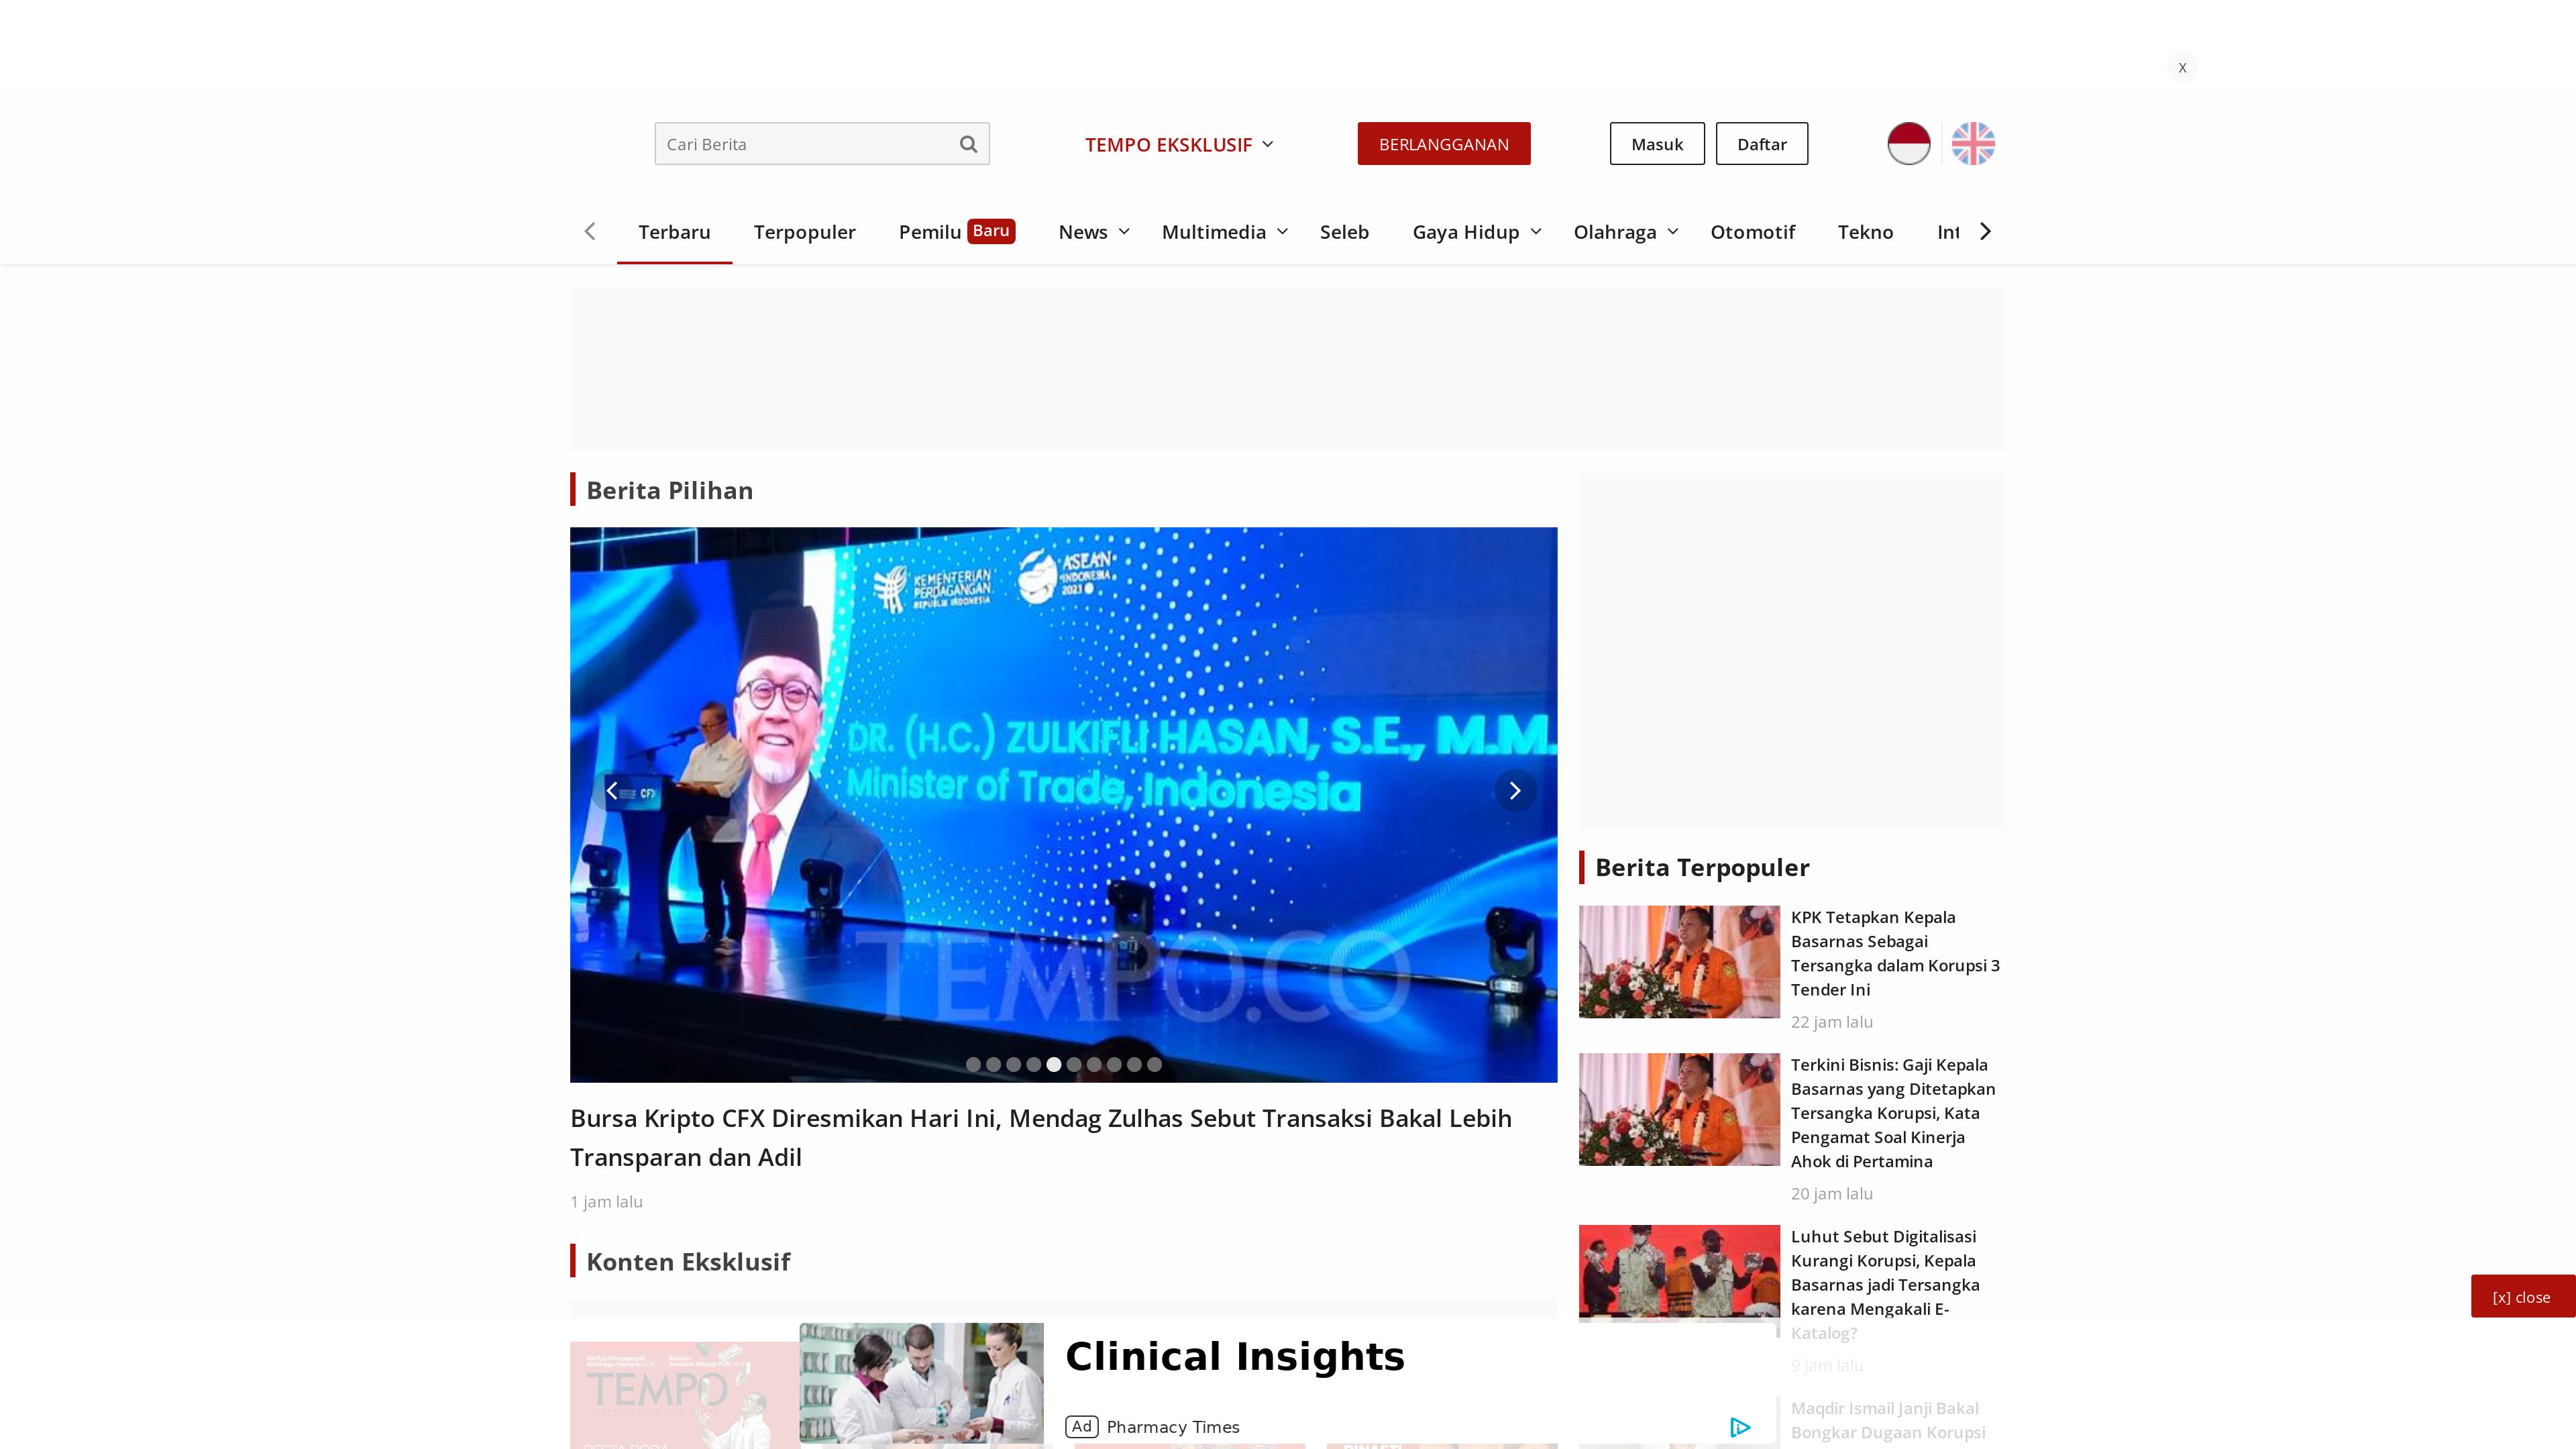 X
Cari Berita
TEMPO EKSKLUSIF
BERLANGGANAN
Masuk
Daftar
Terbaru
Terpopuler
Pemilu Baru
News
Multimedia
Seleb
Gaya Hidup
Olahraga
Otomotif
Tekno
Int
Berita Pilihan
KEMENTERIAN
PERDAGANGAN
REPUBLIK INDONESIA
ASEAN
INDONESIA
2023
DR. (H.C.) ZULKIFLI HASAN, S.E., M.M.
Minister of Trade, Indonesia
CFX
TEMPO.CO
Bursa Kripto CFX Diresmikan Hari Ini, Mendag Zulhas Sebut Transaksi Bakal Lebih
Transparan dan Adil
1 jam lalu
Konten Eksklusif
Berita Terpopuler
KPK Tetapkan Kepala
Basarnas Sebagai
Tersangka dalam Korupsi 3
Tender Ini
22 jam lalu
Terkini Bisnis: Gaji Kepala
Basarnas yang Ditetapkan
Tersangka Korupsi, Kata
Pengamat Soal Kinerja
Ahok di Pertamina
20 jam lalu
Luhut Sebut Digitalisasi
Kurangi Korupsi, Kepala
Basarnas jadi Tersangka
karena Mengakali E-
Katalog?
9 jam lalu
Maqdir Ismail Janji Bakal
Bongkar Dugaan Korupsi
[x] close
TEMPO
Clinical Insights
Ad Pharmacy Times